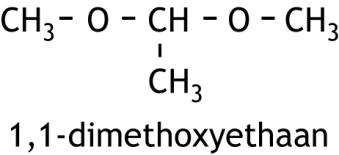 CH₃ – O – CH – O – CH₃
CH₃
1,1-dimethoxyethaan